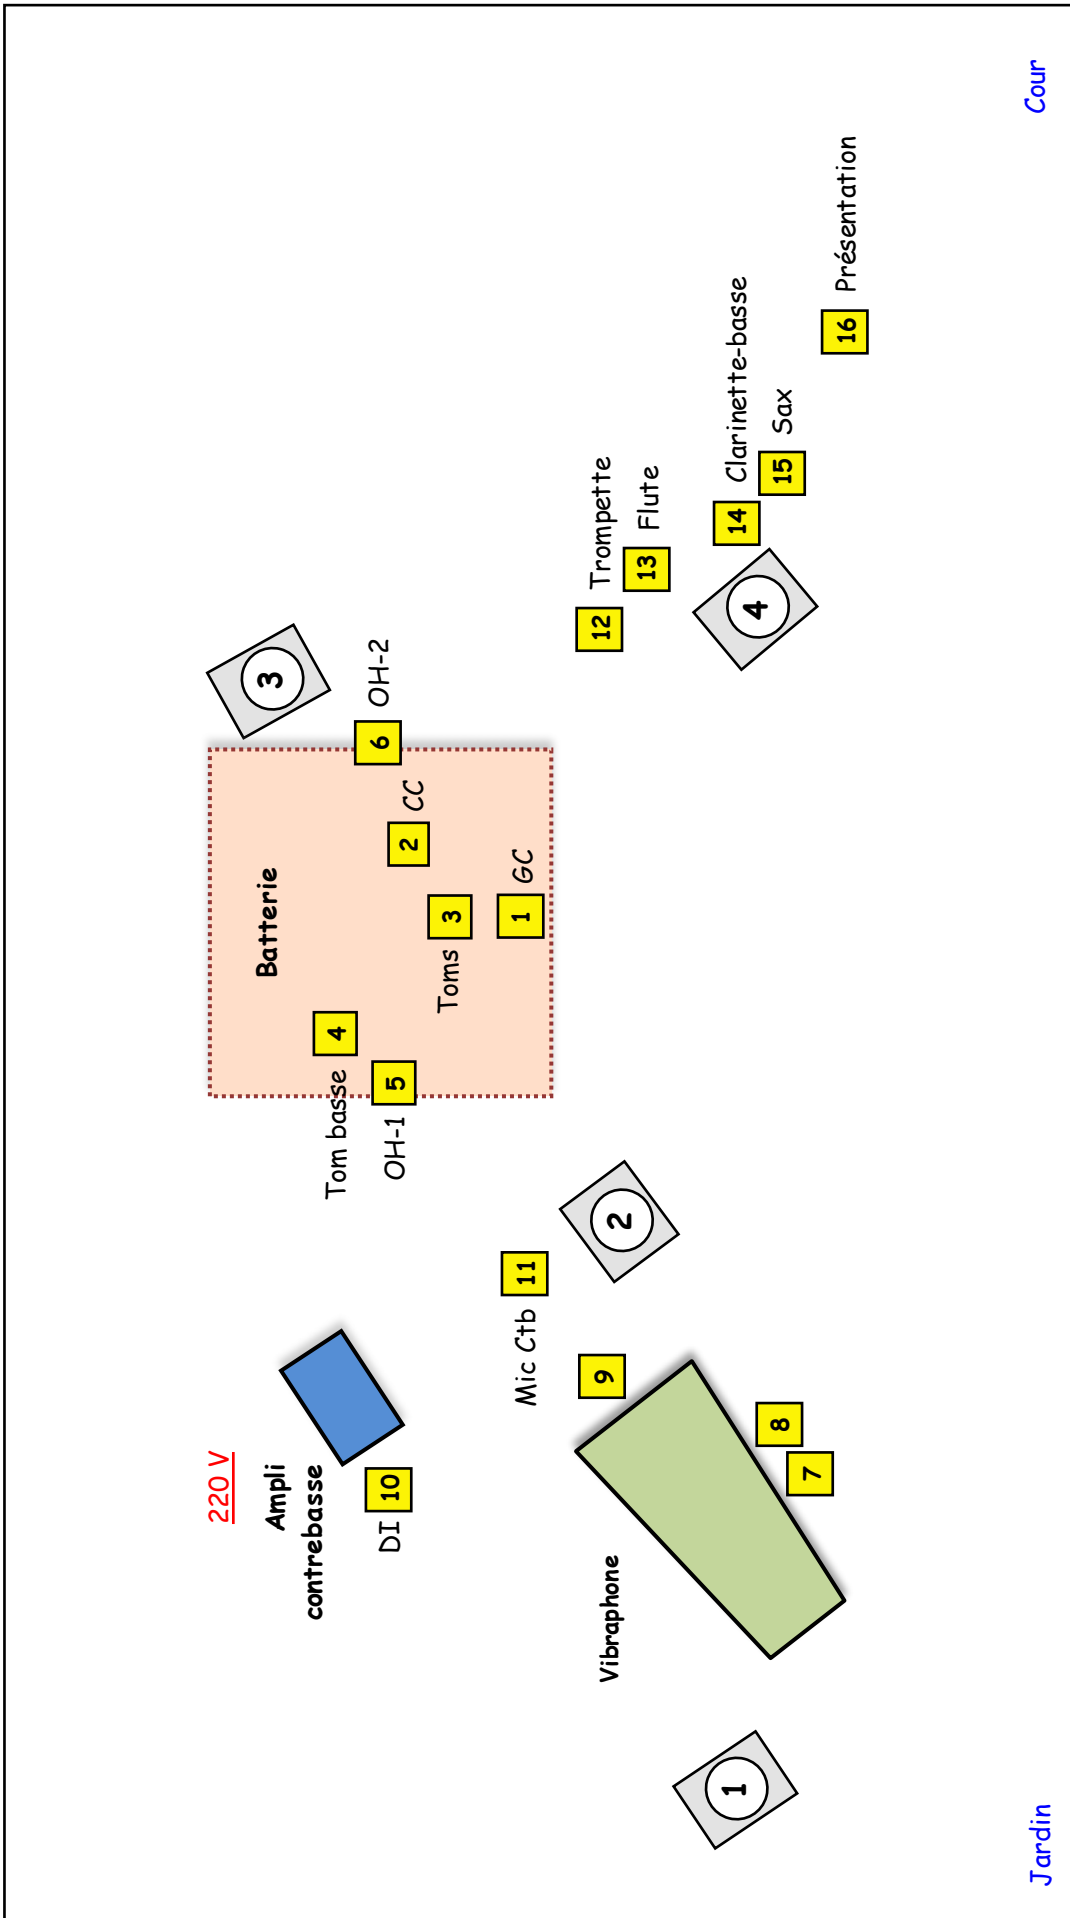 220 V
Ampli
contrebasse
10
DI
Batterie
4
Tom basse
5
OH-1
3
Toms
2
CC
1
GC
6
OH-2
3
11
Mic Ctb
2
9
Vibraphone
8
7
1
12
Trompette
13
Flute
14
Clarinette-basse
15
Sax
4
16
Présentation
Jardin
Cour